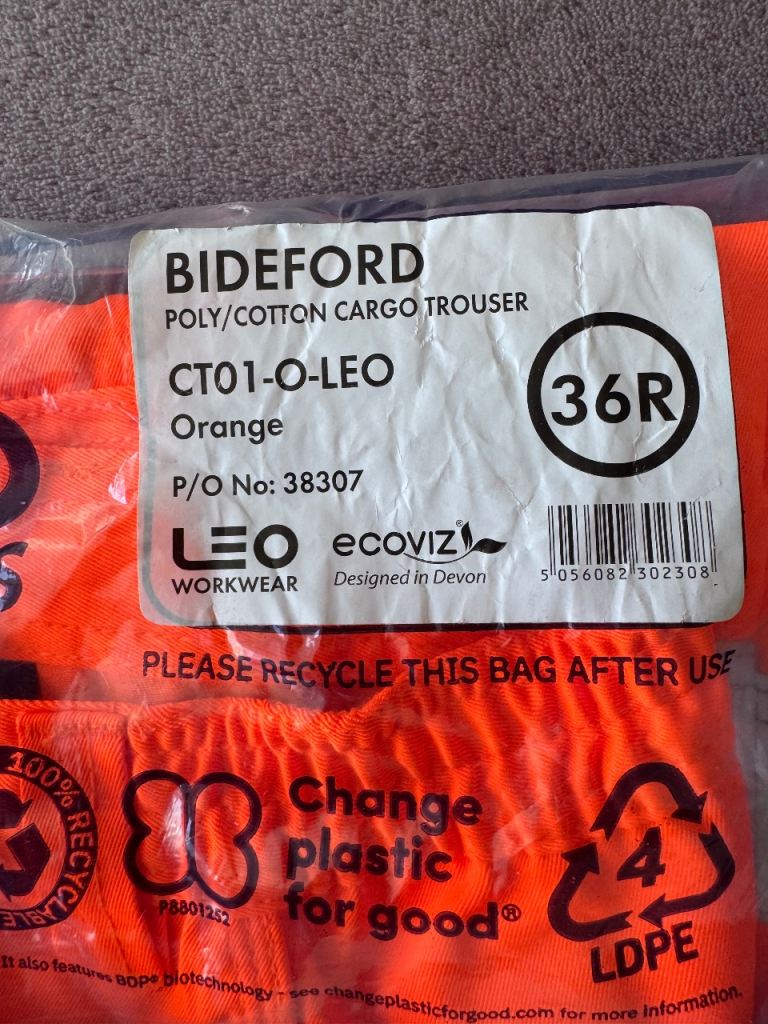 BIDEFORD
POLY/COTTON CARGO TROUSER
CT01-O-LEO
Orange
36R
P/O No: 38307
LEO
WORKWEAR
ecoviz®
Designed in Devon
5 056082 302308
PLEASE RECYCLE THIS BAG AFTER USE
100% RECYCLABLE
P8801252
Change
plastic
for good®
4
LDPE
It also features BDP® biotechnology - see changeplasticforgood.com for more information.